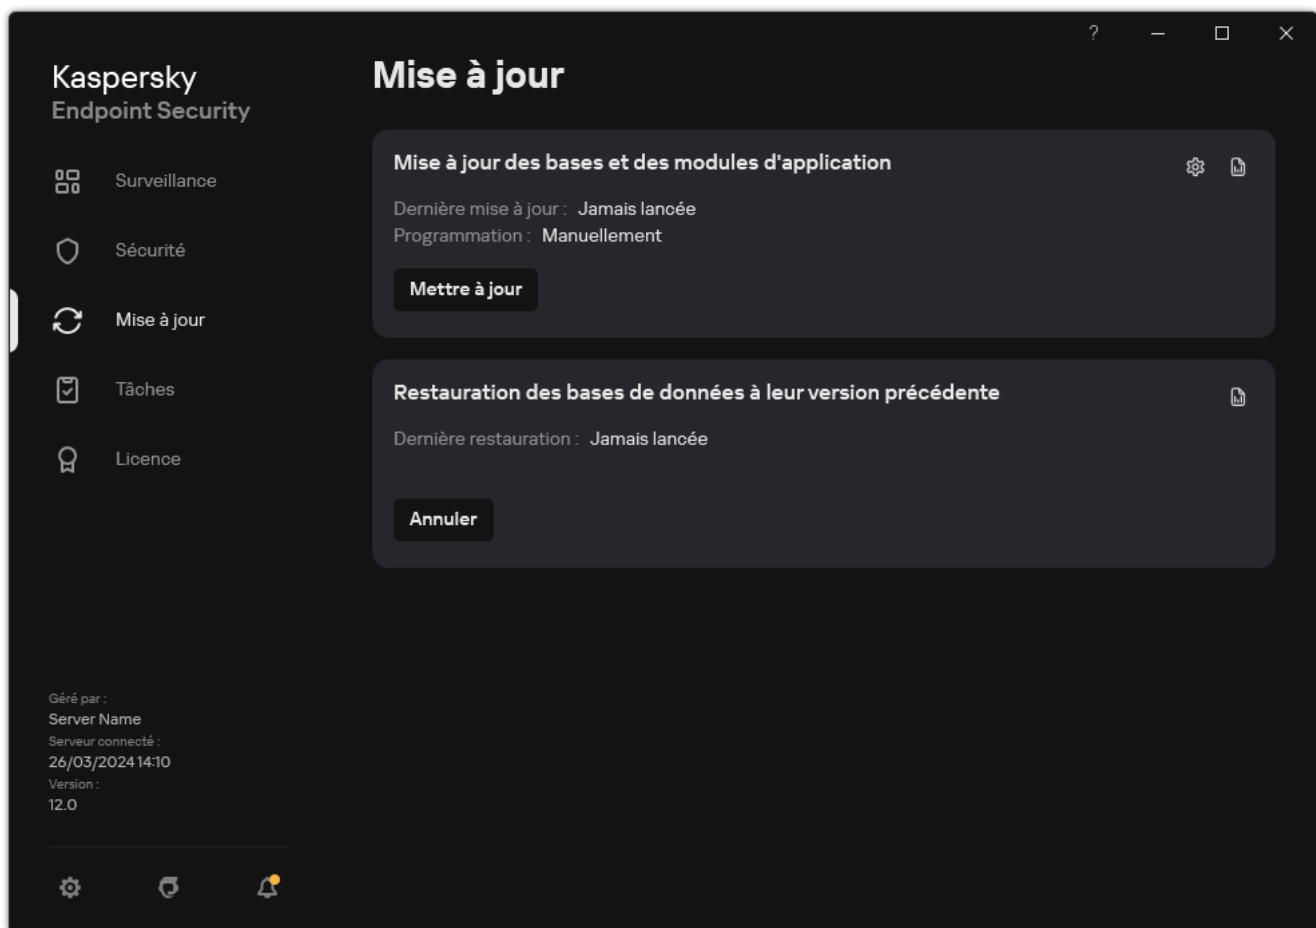 ?
Kaspersky
Endpoint Security
Surveillance
Sécurité
Mise à jour
Tâches
Licence
Géré par :
Server Name
Serveur connecté :
26/03/2024 14:10
Version :
12.0
Mise à jour
Mise à jour des bases et des modules d'application
Dernière mise à jour : Jamais lancée
Programmation : Manuellement
Mettre à jour
Restauration des bases de données à leur version précédente
Dernière restauration : Jamais lancée
Annuler